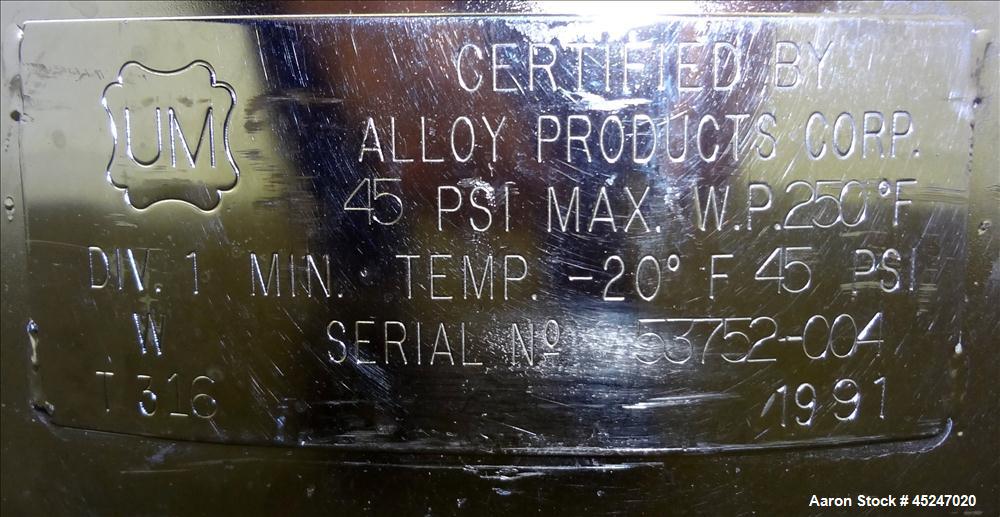 CERTIFIED BY
UM
ALLOY PRODUCTS CORP.
45 PSI MAX. W.P. 250°F
DIV. 1 MIN. TEMP. -20° F 45 PSI
W SERIAL Nº 53752-004
T 316 1991
Aaron Stock # 45247020